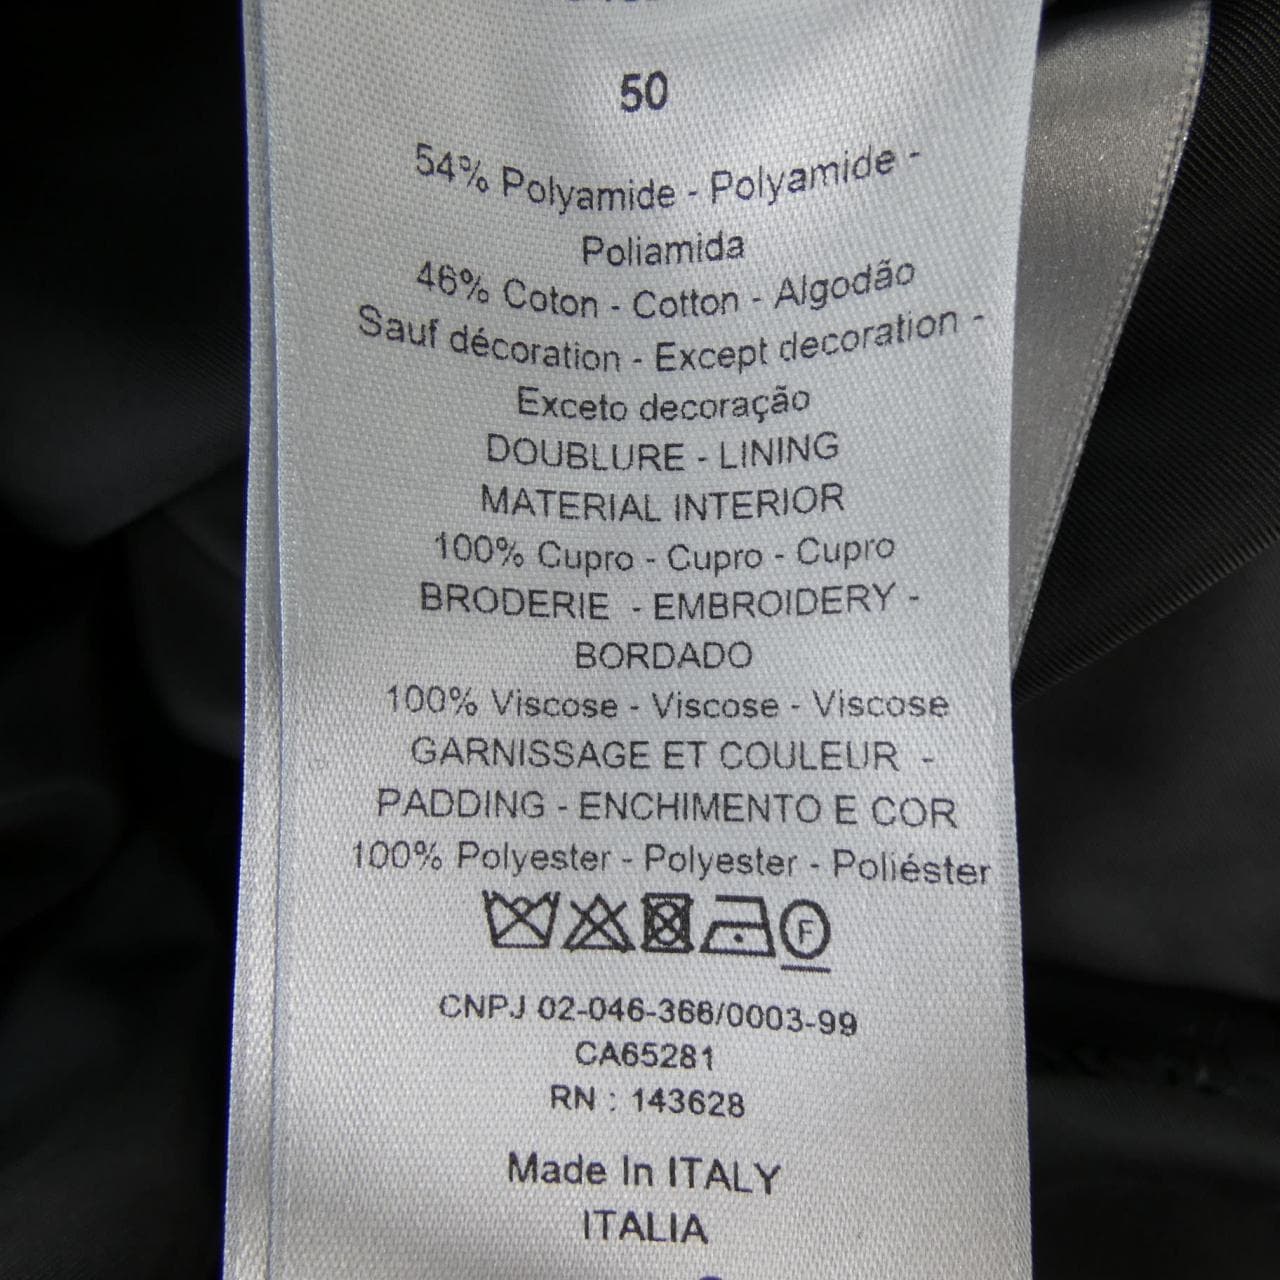 50
54% Polyamide - Polyamide -
Poliamida
46% Coton - Cotton - Algodão
Sauf décoration - Except decoration -
Exceto decoração
DOUBLURE - LINING
MATERIAL INTERIOR
100% Cupro - Cupro - Cupro
BRODERIE - EMBROIDERY -
BORDADO
100% Viscose - Viscose - Viscose
GARNISSAGE ET COULEUR -
PADDING - ENCHIMENTO E COR
100% Polyester - Polyester - Poliéster
F
CNPJ 02-046-366/0003-99
CA65281
RN : 143628
Made In ITALY
ITALIA